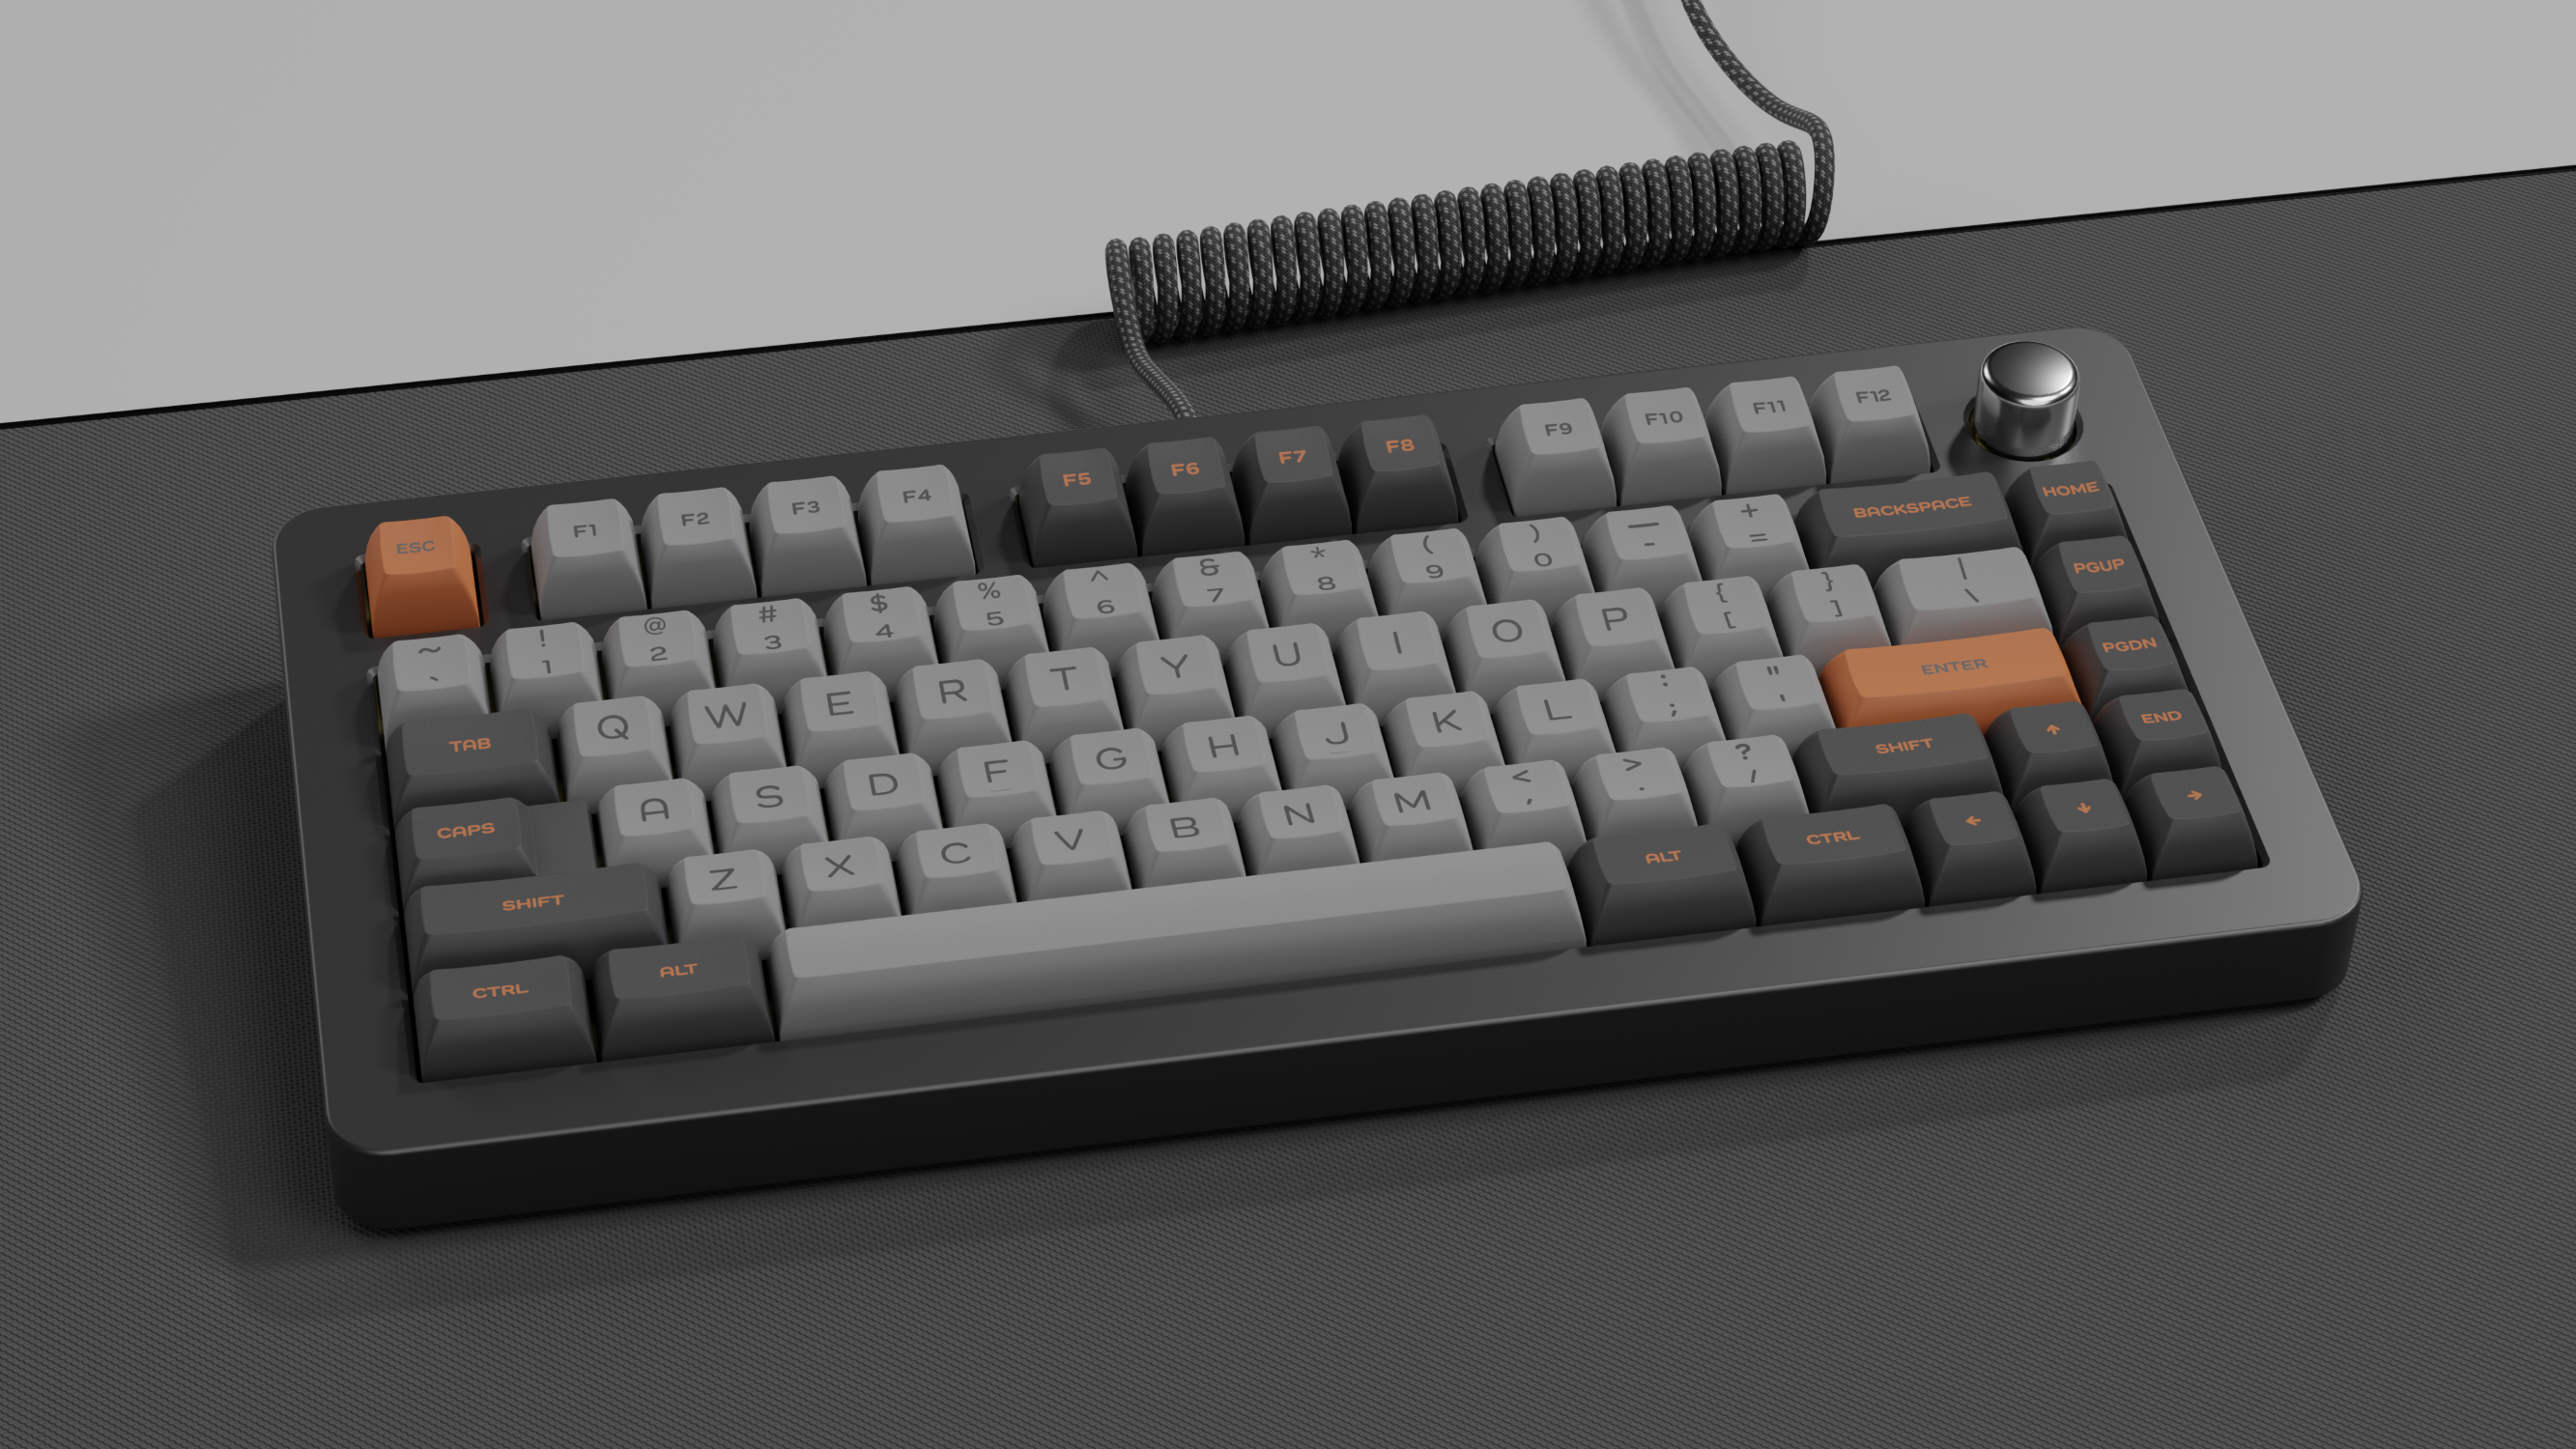 ESC F1 F2 F3 F4 F5 F6 F7 F8 F9 F10 F11 F12
~ ` ! 1 @ 2 # 3 $ 4 % 5 ^ 6 & 7 * 8 ( 9 ) 0 — - + = BACKSPACE HOME
TAB Q W E R T Y U I O P { [ } ] | \ PGUP
CAPS A S D F G H J K L : ; " ' ENTER PGDN
SHIFT Z X C V B N M < , > . ? / SHIFT ↑ END
CTRL ALT ALT CTRL ← ↓ →